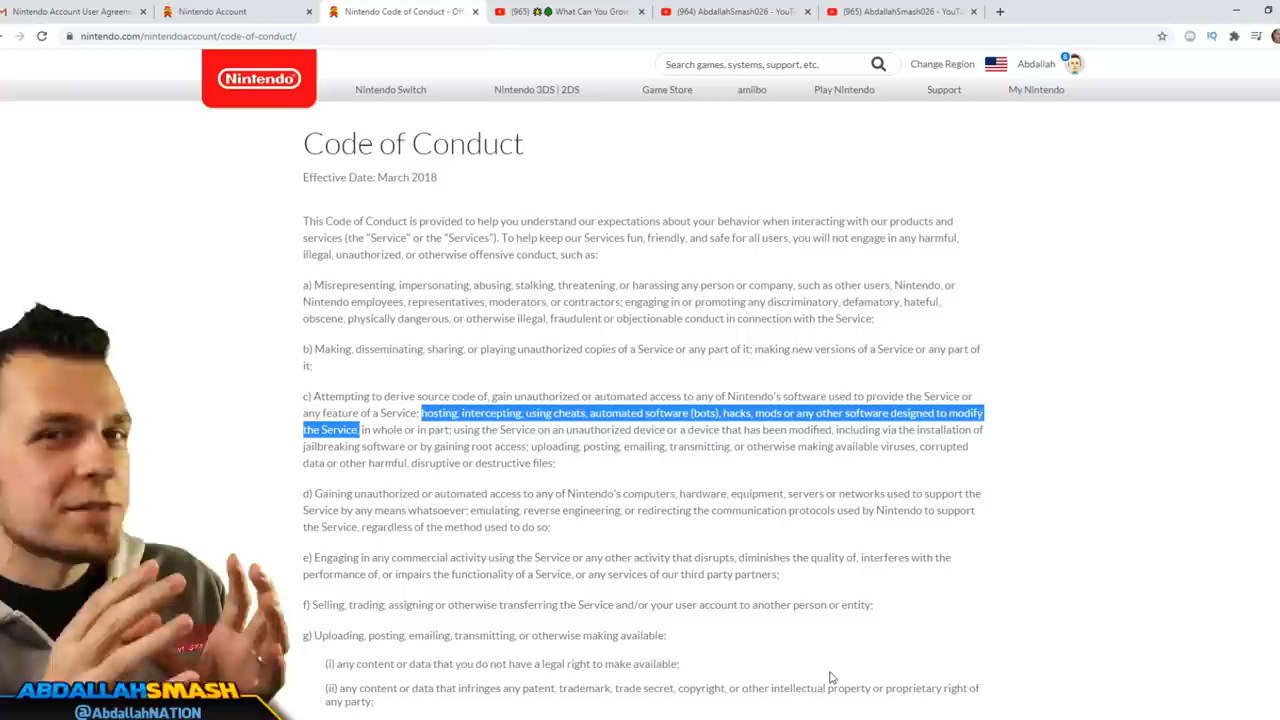 Nintendo Account User Agreem
Nintendo Account
Nintendo Code of Conduct - Off
(965) What Can You Grow
(964) AbdallahSmash026 - YouT
(965) AbdallahSmash026 - YouT
nintendo.com/nintendoaccount/code-of-conduct/
Nintendo
Search games, systems, support, etc.
Change Region
Abdallah
Nintendo Switch
Nintendo 3DS | 2DS
Game Store
amiibo
Play Nintendo
Support
My Nintendo
Code of Conduct
Effective Date: March 2018
This Code of Conduct is provided to help you understand our expectations about your behavior when interacting with our products and
services (the "Service" or the "Services"). To help keep our Services fun, friendly, and safe for all users, you will not engage in any harmful,
illegal, unauthorized, or otherwise offensive conduct, such as:
a) Misrepresenting, impersonating, abusing, stalking, threatening, or harassing any person or company, such as other users, Nintendo, or
Nintendo employees, representatives, moderators, or contractors; engaging in or promoting any discriminatory, defamatory, hateful,
obscene, physically dangerous, or otherwise illegal, fraudulent or objectionable conduct in connection with the Service;
b) Making, disseminating, sharing, or playing unauthorized copies of a Service or any part of it; making new versions of a Service or any part of
it;
c) Attempting to derive source code of, gain unauthorized or automated access to any of Nintendo's software used to provide the Service or
any feature of a Service; hosting, intercepting, using cheats, automated software (bots), hacks, mods or any other software designed to modify
the Service, in whole or in part; using the Service on an unauthorized device or a device that has been modified, including via the installation of
jailbreaking software or by gaining root access; uploading, posting, emailing, transmitting, or otherwise making available viruses, corrupted
data or other harmful, disruptive or destructive files;
d) Gaining unauthorized or automated access to any of Nintendo's computers, hardware, equipment, servers or networks used to support the
Service by any means whatsoever; emulating, reverse engineering, or redirecting the communication protocols used by Nintendo to support
the Service, regardless of the method used to do so;
e) Engaging in any commercial activity using the Service or any other activity that disrupts, diminishes the quality of, interferes with the
performance of, or impairs the functionality of a Service, or any services of our third party partners;
f) Selling, trading, assigning or otherwise transferring the Service and/or your user account to another person or entity;
g) Uploading, posting, emailing, transmitting, or otherwise making available:
(i) any content or data that you do not have a legal right to make available;
(ii) any content or data that infringes any patent, trademark, trade secret, copyright, or other intellectual property or proprietary right of
any party;
ABDALLAHSMASH
@AbdallahNATION